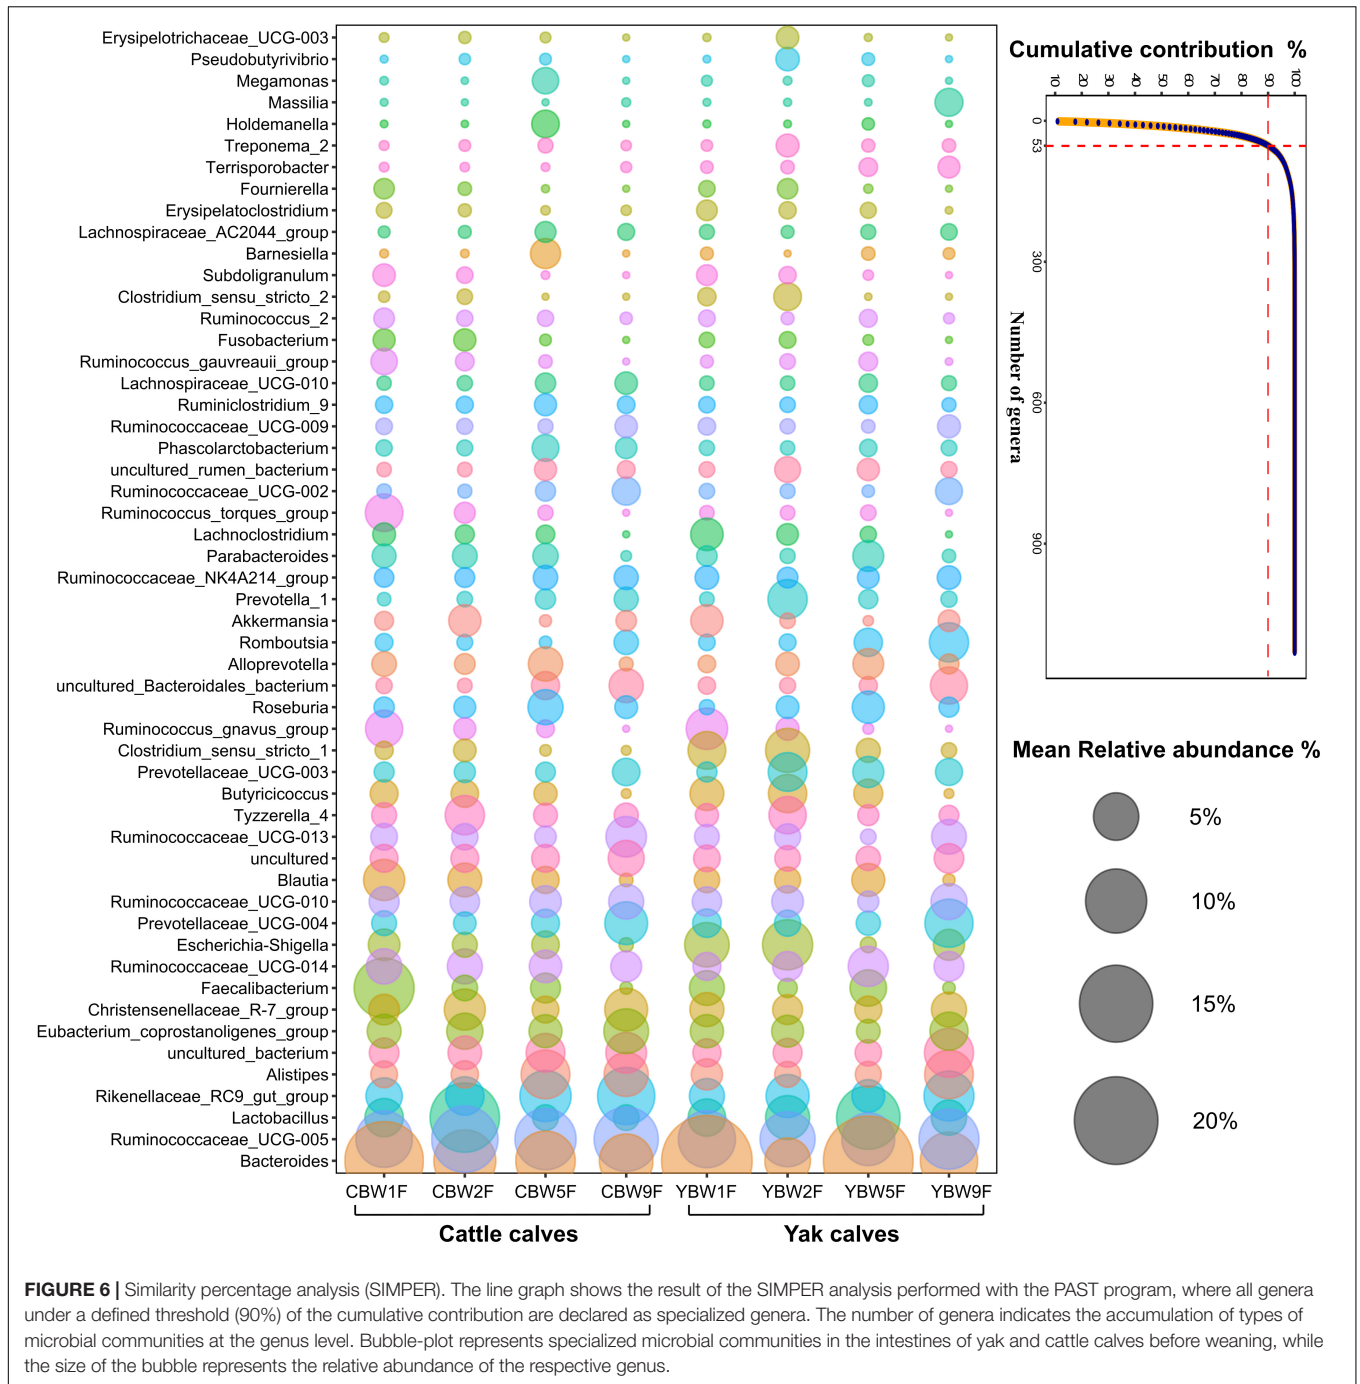 Erysipelotrichaceae_UCG-003
Pseudobutyrivibrio
Megamonas
Massilia
Holdemanella
Treponema_2
Terrisporobacter
Fournierella
Erysipelatoclostridium
Lachnospiraceae_AC2044_group
Barnesiella
Subdoligranulum
Clostridium_sensu_stricto_2
Ruminococcus_2
Fusobacterium
Ruminococcus_gauvreauii_group
Lachnospiraceae_UCG-010
Ruminiclostridium_9
Ruminococcaceae_UCG-009
Phascolarctobacterium
uncultured_rumen_bacterium
Ruminococcaceae_UCG-002
Ruminococcus_torques_group
Lachnoclostridium
Parabacteroides
Ruminococcaceae_NK4A214_group
Prevotella_1
Akkermansia
Romboutsia
Alloprevotella
uncultured_Bacteroidales_bacterium
Roseburia
Ruminococcus_gnavus_group
Clostridium_sensu_stricto_1
Prevotellaceae_UCG-003
Butyricicoccus
Tyzzerella_4
Ruminococcaceae_UCG-013
uncultured
Blautia
Ruminococcaceae_UCG-010
Prevotellaceae_UCG-004
Escherichia-Shigella
Ruminococcaceae_UCG-014
Faecalibacterium
Christensenellaceae_R-7_group
Eubacterium_coprostanoligenes_group
uncultured_bacterium
Alistipes
Rikenellaceae_RC9_gut_group
Lactobacillus
Ruminococcaceae_UCG-005
Bacteroides
CBW1F CBW2F CBW5F CBW9F YBW1F YBW2F YBW5F YBW9F
Cattle calves Yak calves
Cumulative contribution %
10 20 30 40 50 60 70 80 90 100
0
53
300
600
900
Number of genera
Mean Relative abundance %
5%
10%
15%
20%
FIGURE 6 | Similarity percentage analysis (SIMPER). The line graph shows the result of the SIMPER analysis performed with the PAST program, where all genera
under a defined threshold (90%) of the cumulative contribution are declared as specialized genera. The number of genera indicates the accumulation of types of
microbial communities at the genus level. Bubble-plot represents specialized microbial communities in the intestines of yak and cattle calves before weaning, while
the size of the bubble represents the relative abundance of the respective genus.